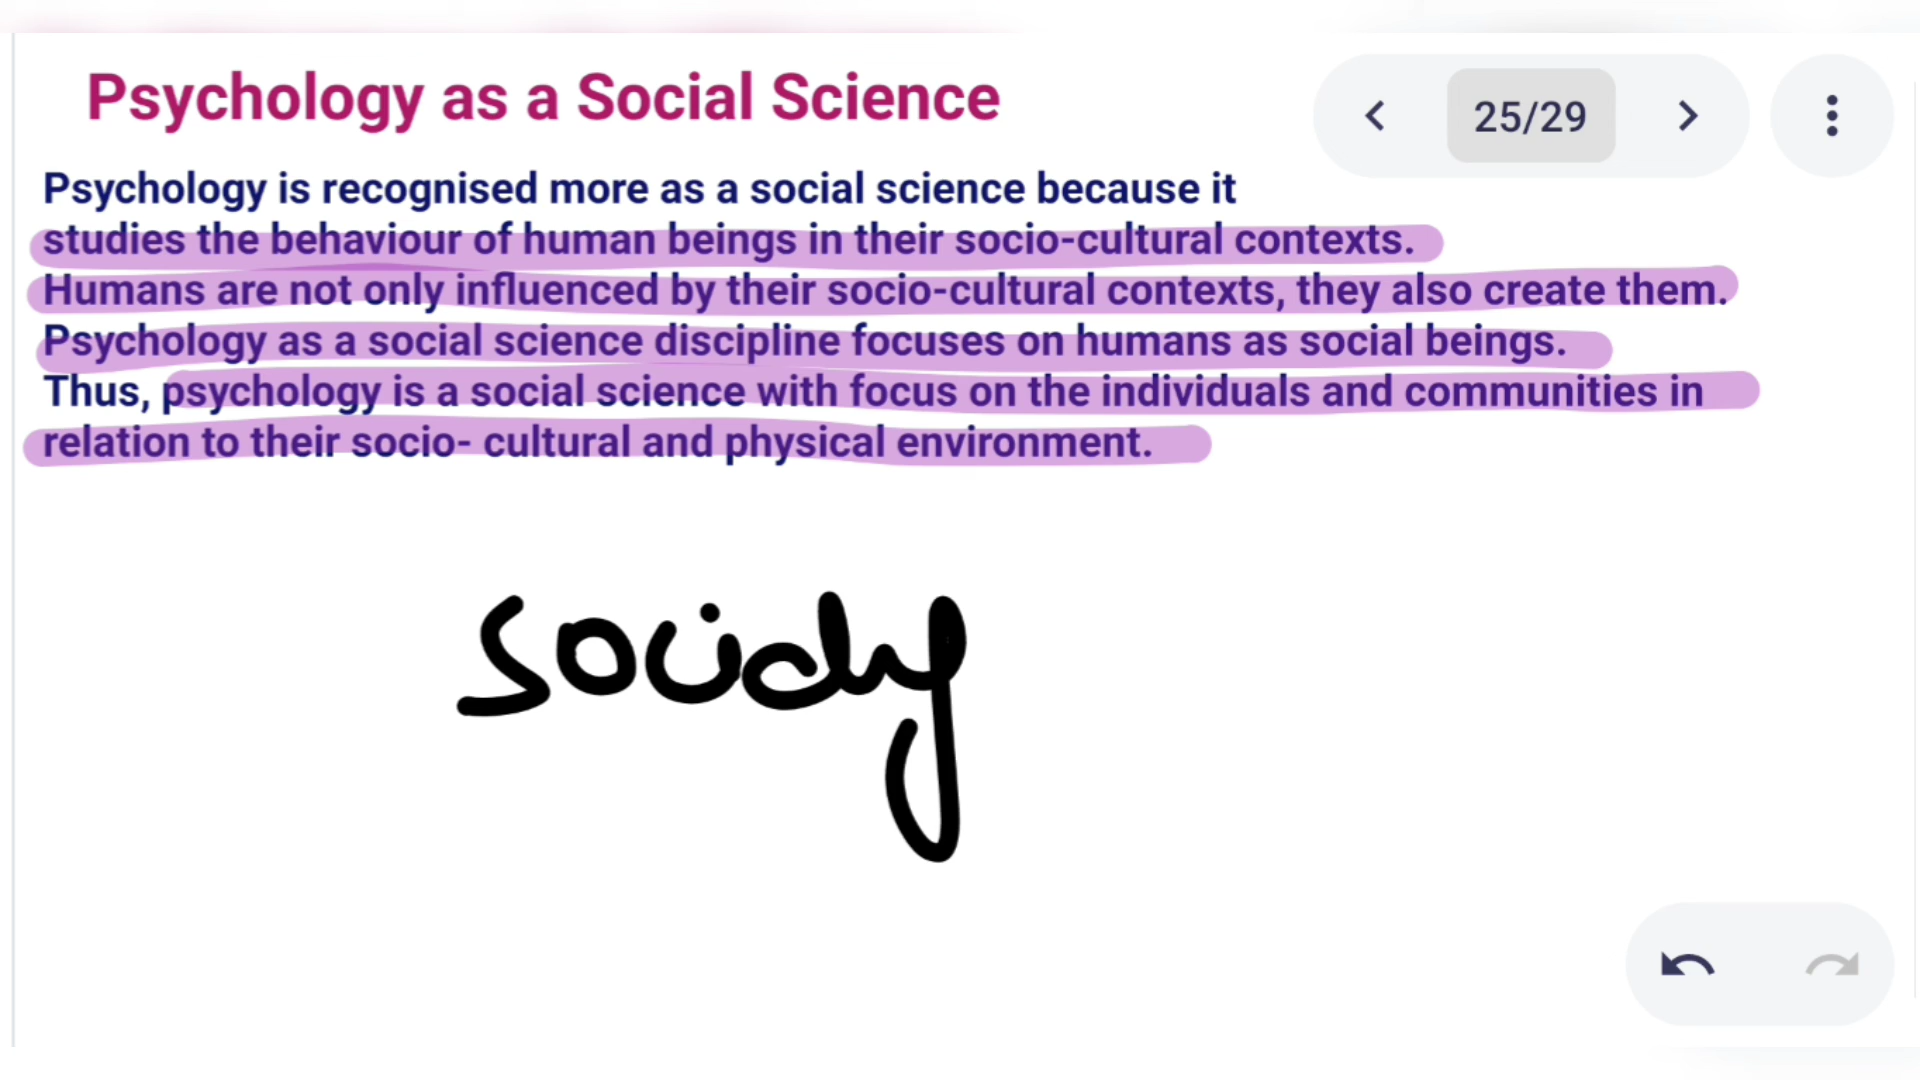 Psychology as a Social Science
25/29
Psychology is recognised more as a social science because it
studies the behaviour of human beings in their socio-cultural contexts.
Humans are not only influenced by their socio-cultural contexts, they also create them.
Psychology as a social science discipline focuses on humans as social beings.
Thus, psychology is a social science with focus on the individuals and communities in
relation to their socio- cultural and physical environment.
society